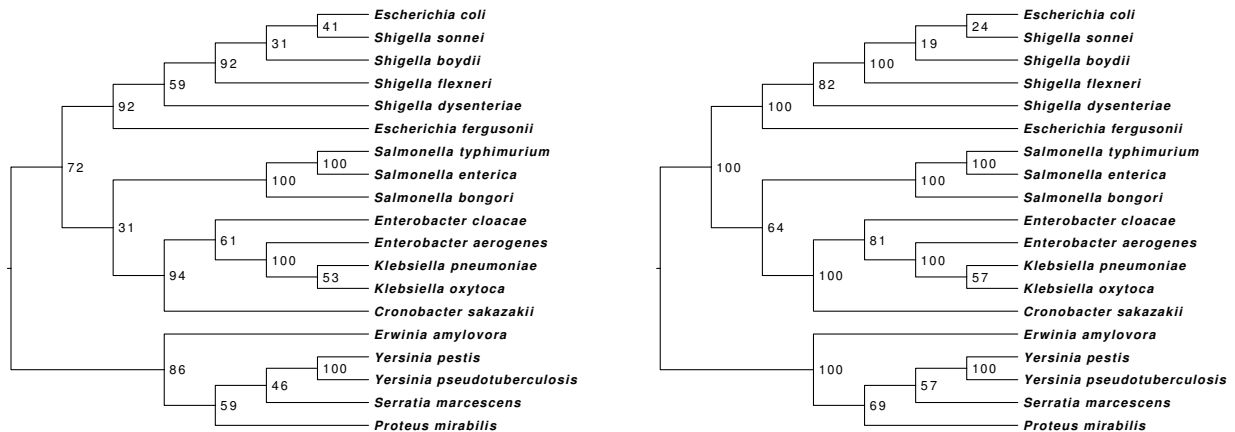 Escherichia coli
41
Shigella sonnei
31
Shigella boydii
92
Shigella flexneri
59
Shigella dysenteriae
92
Escherichia fergusonii
72
Salmonella typhimurium
100
Salmonella enterica
100
Salmonella bongori
31
Enterobacter cloacae
61
Enterobacter aerogenes
100
Klebsiella pneumoniae
94
53
Klebsiella oxytoca
Cronobacter sakazakii
Erwinia amylovora
86
Yersinia pestis
100
Yersinia pseudotuberculosis
46
Serratia marcescens
59
Proteus mirabilis
Escherichia coli
24
Shigella sonnei
19
Shigella boydii
100
Shigella flexneri
82
Shigella dysenteriae
100
Escherichia fergusonii
100
Salmonella typhimurium
100
Salmonella enterica
100
Salmonella bongori
64
Enterobacter cloacae
81
Enterobacter aerogenes
100
Klebsiella pneumoniae
100
57
Klebsiella oxytoca
Cronobacter sakazakii
Erwinia amylovora
100
Yersinia pestis
100
Yersinia pseudotuberculosis
57
Serratia marcescens
69
Proteus mirabilis